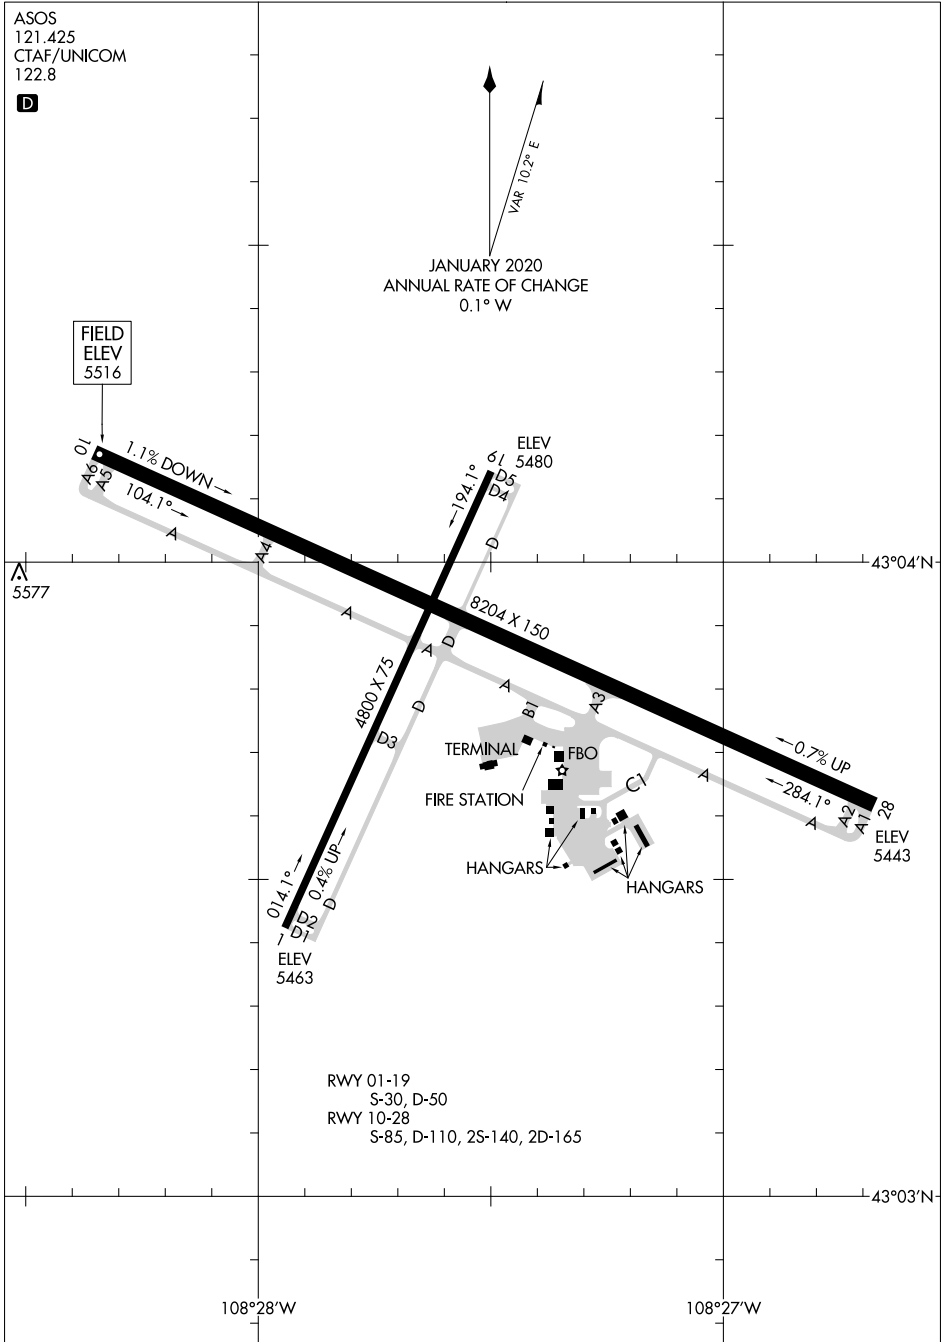 ASOS
121.425
CTAF/UNICOM
122.8
D
VAR 10.2° E
JANUARY 2020
ANNUAL RATE OF CHANGE
0.1° W
FIELD
ELEV
5516
10
1.1% DOWN
A6
A5
104.1°
A
A4
19
ELEV
5480
D5
D4
194.1°
D
43°04'N
5577
A
8204 X 150
A
D
4800 X 75
A
D
B1
A3
D3
TERMINAL
FBO
FIRE STATION
C1
A
0.7% UP
284.1°
A
A2
A1
28
ELEV
5443
HANGARS
HANGARS
014.1°
0.4% UP
D
D2
D1
1
ELEV
5463
RWY 01-19
S-30, D-50
RWY 10-28
S-85, D-110, 2S-140, 2D-165
43°03'N
108°28'W
108°27'W